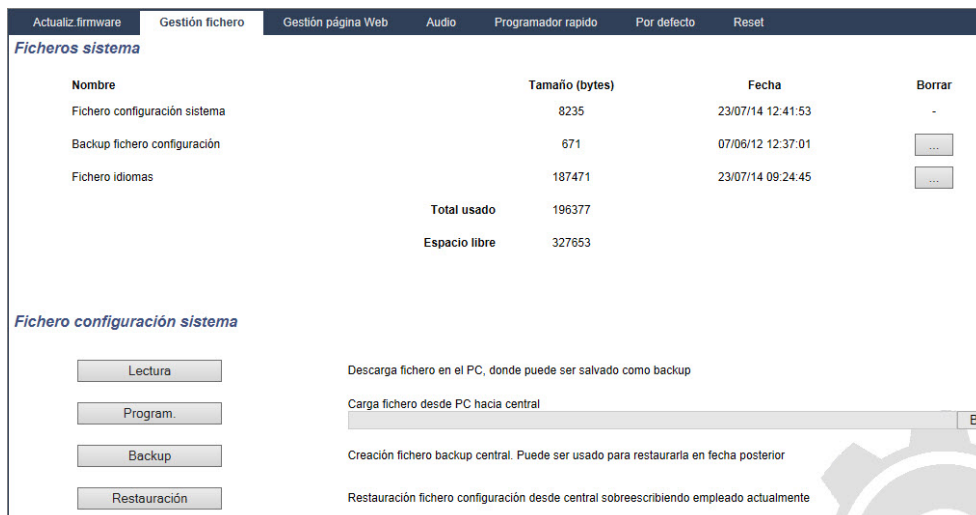 Actualiz.firmware Gestión fichero Gestión página Web Audio Programador rapido Por defecto Reset
Ficheros sistema
Nombre Tamaño (bytes) Fecha Borrar
Fichero configuración sistema 8235 23/07/14 12:41:53 -
Backup fichero configuración 671 07/06/12 12:37:01 ...
Fichero idiomas 187471 23/07/14 09:24:45 ...
Total usado 196377
Espacio libre 327653
Fichero configuración sistema
Lectura Descarga fichero en el PC, donde puede ser salvado como backup
Carga fichero desde PC hacia central
Program. B
Backup Creación fichero backup central. Puede ser usado para restaurarla en fecha posterior
Restauración Restauración fichero configuración desde central sobreescribiendo empleado actualmente